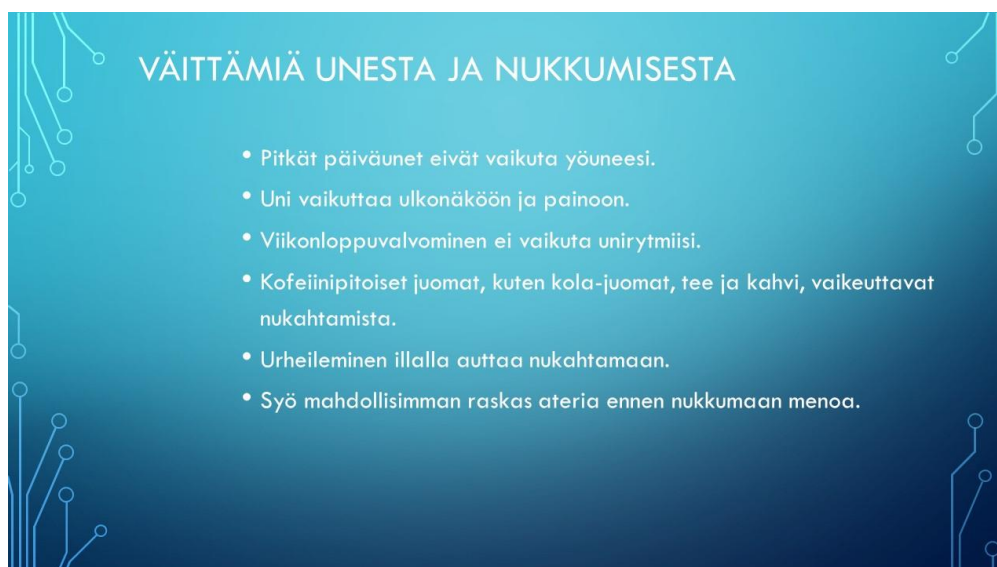 VÄITTÄMIÄ UNESTA JA NUKKUMISESTA
• Pitkät päiväunet eivät vaikuta yöuneesi.
• Uni vaikuttaa ulkonäköön ja painoon.
• Viikonloppuvalvominen ei vaikuta unirytmiisi.
• Kofeiinipitoiset juomat, kuten kola-juomat, tee ja kahvi, vaikeuttavat
nukahtamista.
• Urheileminen illalla auttaa nukahtamaan.
• Syö mahdollisimman raskas ateria ennen nukkumaan menoa.